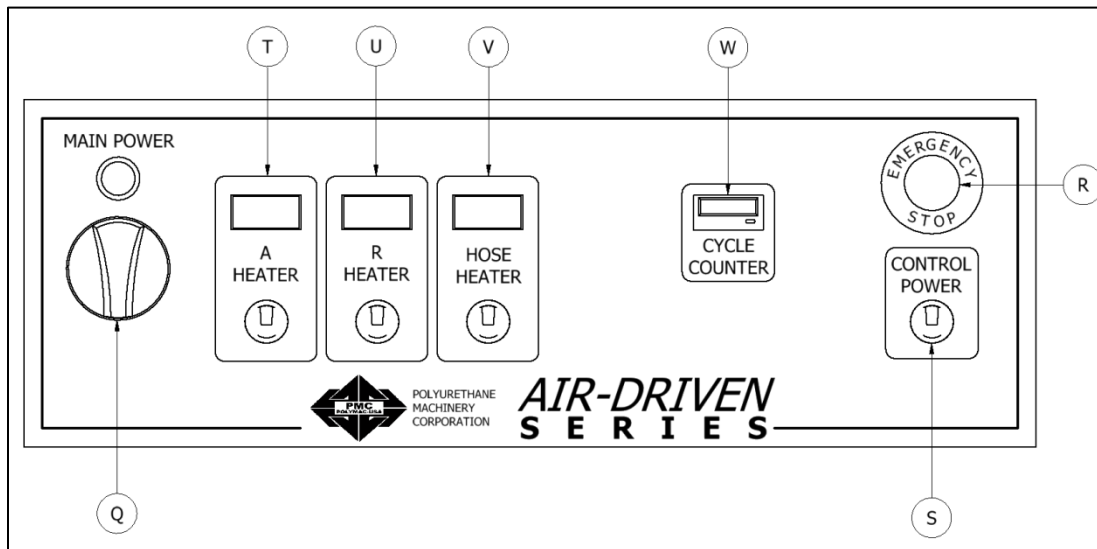 T
U
V
W
MAIN POWER
EMERGENCY
STOP
R
A
HEATER
R
HEATER
HOSE
HEATER
CYCLE
COUNTER
CONTROL
POWER
PMC
POLYMAC-USA
POLYURETHANE
MACHINERY
CORPORATION
AIR-DRIVEN
SERIES
Q
S